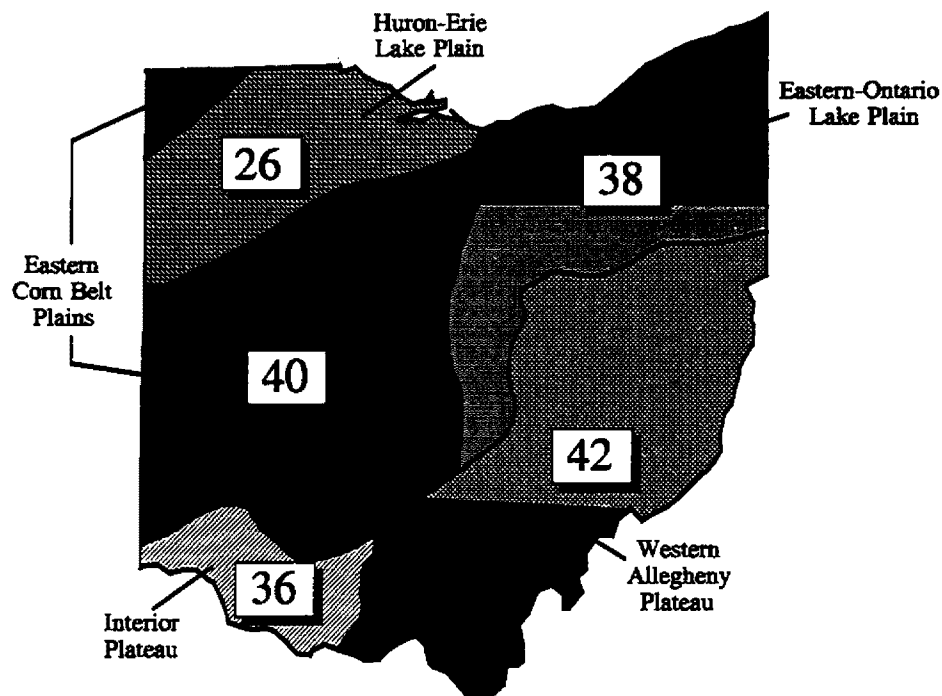 Huron-Erie
Lake Plain
Eastern-Ontario
Lake Plain
26
38
Eastern
Corn Belt
Plains
40
42
Western
Allegheny
Plateau
36
Interior
Plateau